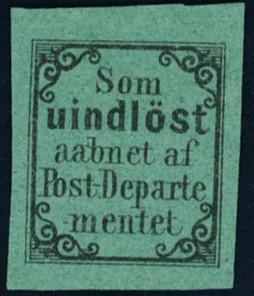 Som
uindlöst
aabnet af
Post-Departe
-mentet